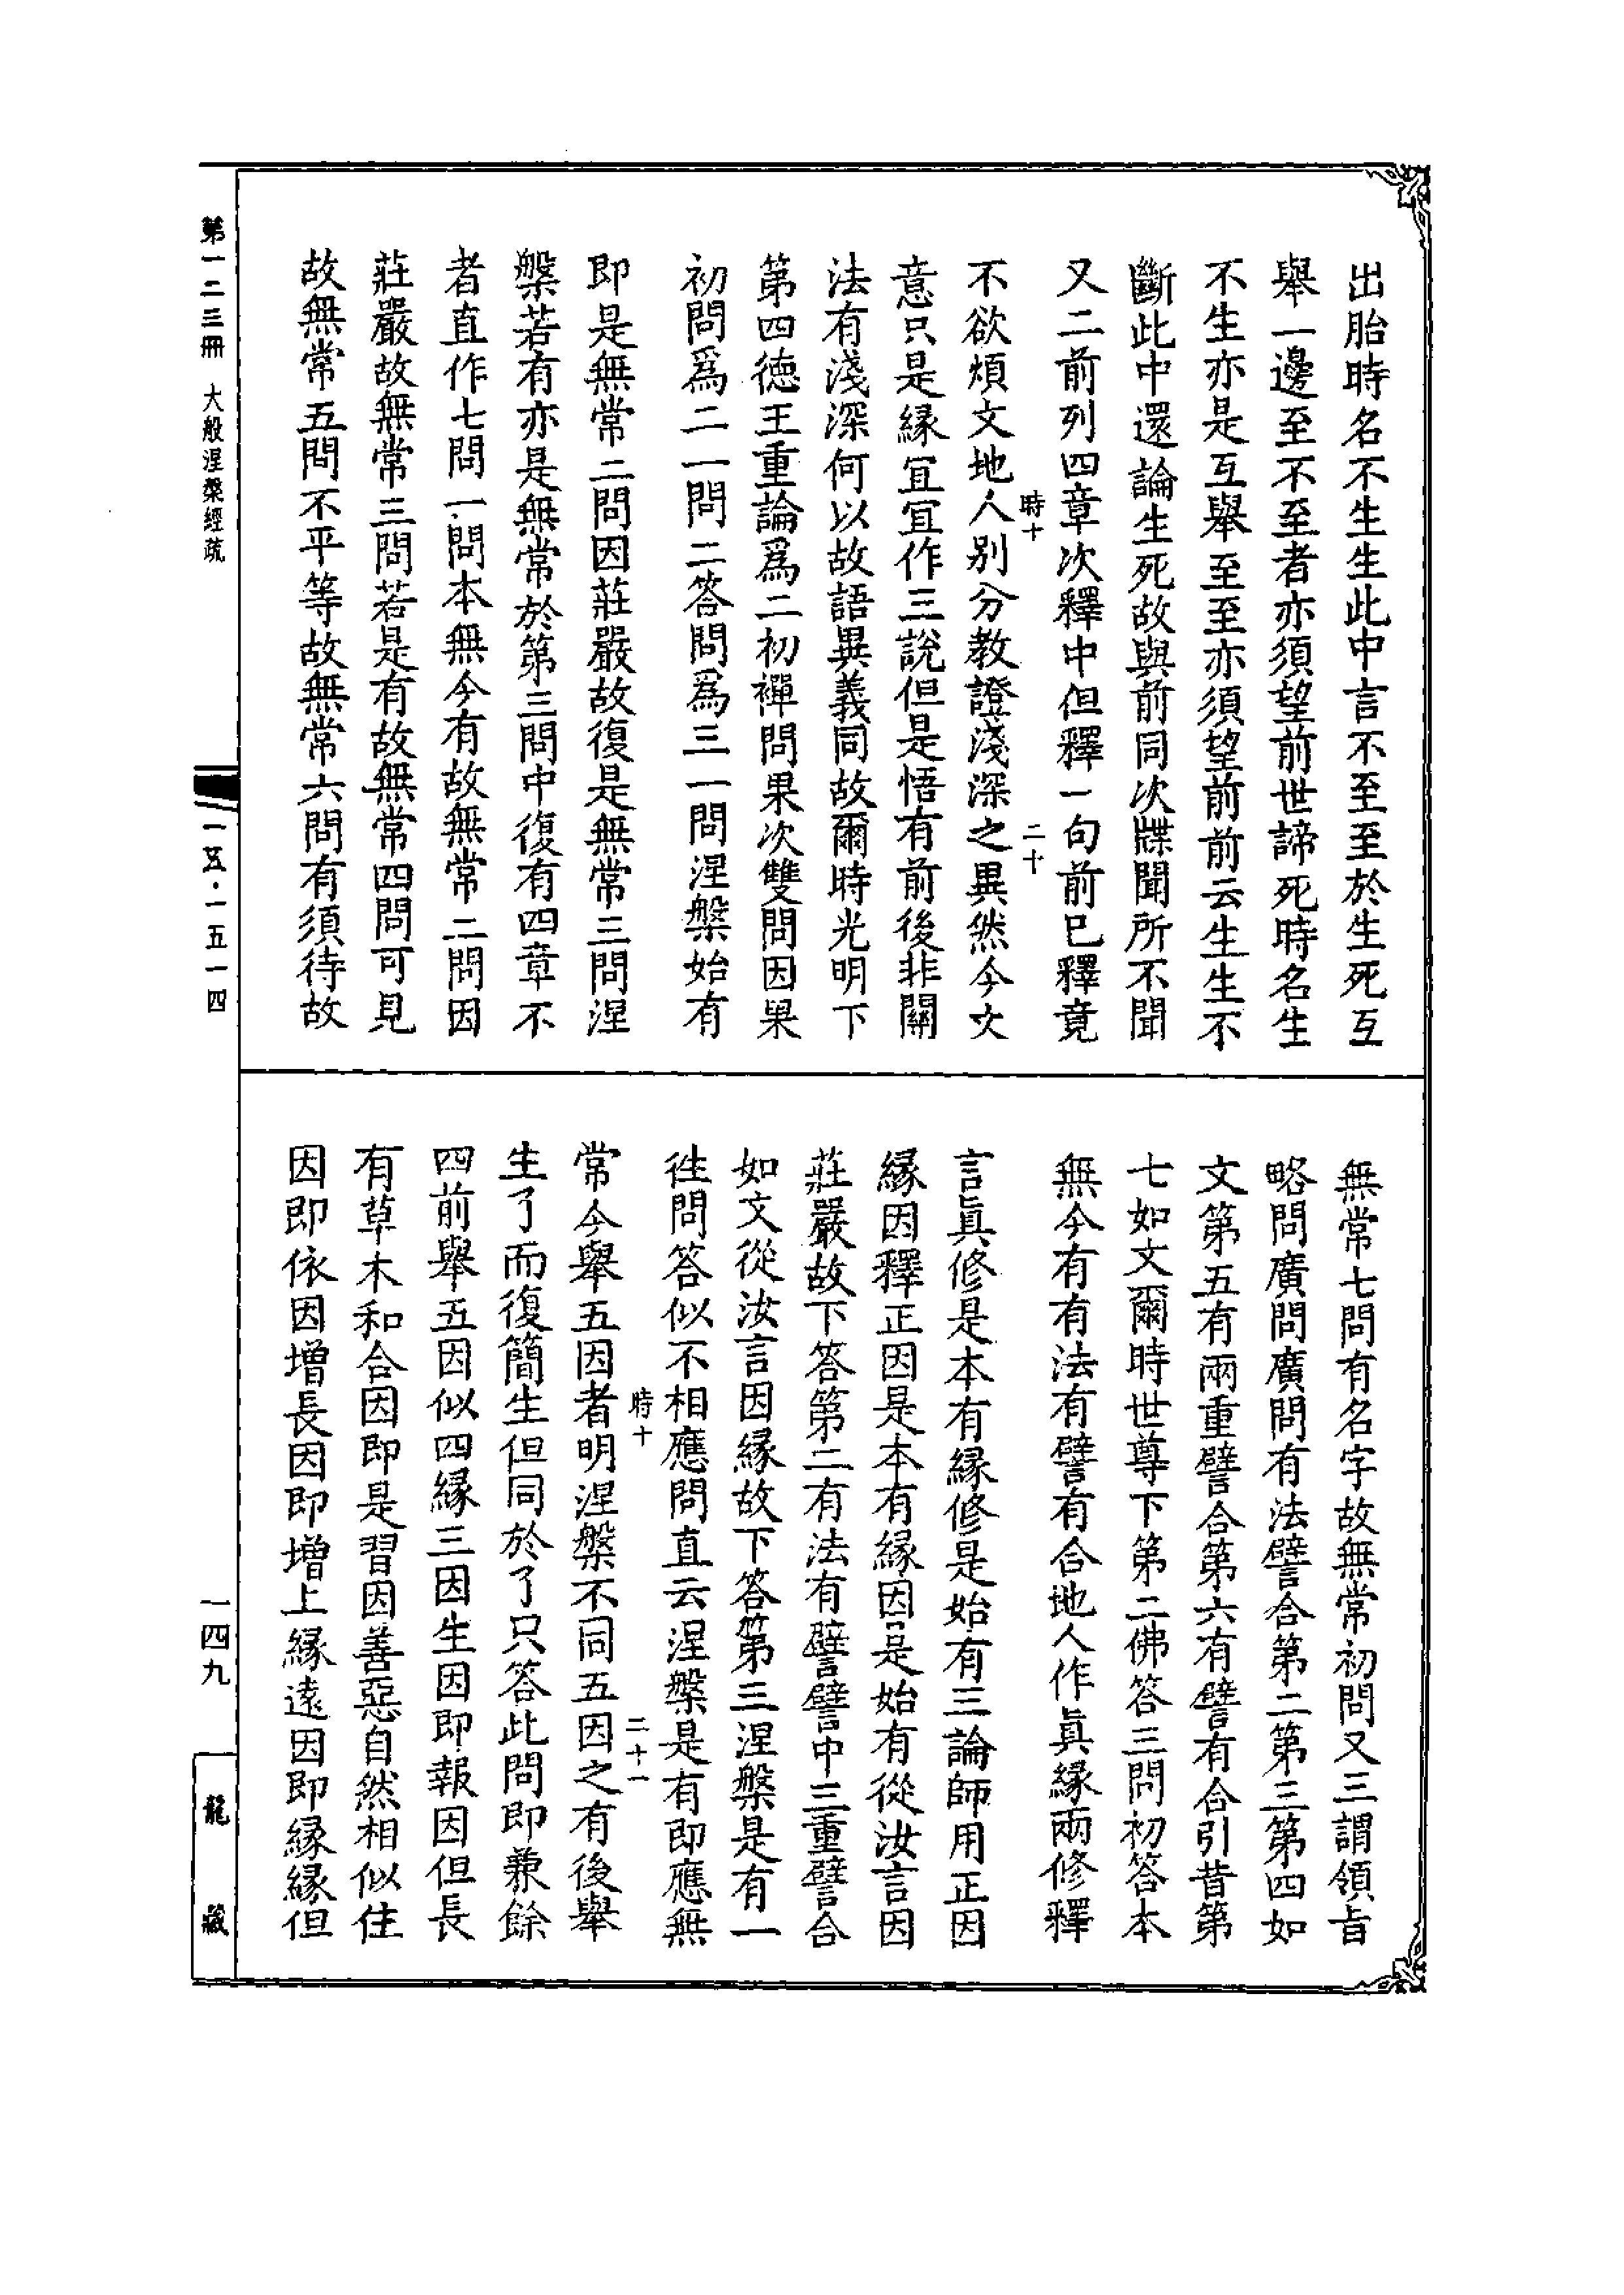 出胎時名不生生此中言不至至於生死互
舉一邊至不至者亦須望前世諦死時名生
不生亦是互舉至至亦須望前前云生生不
斷此中還論生死故與前同次牒聞所不聞
又二前列四章次釋中但釋一句前已釋竟
時十
二十
不欲煩文地人別分教證淺深之異然今文
意只是緣宜宜作三說但是悟有前後非關
法有淺深何以故語異義同故爾時光明下
第四德王重論爲二初襌問果次雙問因果
初問爲二一問二答問爲三一問涅槃始有
即是無常二問因莊嚴故復是無常三問涅
槃若有亦是無常於第三問中復有四章不
者直作七問一問本無今有故無常二問因
莊嚴故無常三問若是有故無常四問可見
故無常五問不平等故無常六問有須待故
無常七問有名字故無常初問又三謂領旨
略問廣問廣問有法譬合第二第三第四如
文第五有兩重譬合第六有譬有合引昔第
七如文爾時世尊下第二佛答三問初答本
無今有有法有譬有合地人作眞緣兩修釋
言眞修是本有緣修是始有三論師用正因
緣因釋正因是本有緣因是始有從汝言因
莊嚴故下答第二有法有譬譬中三重譬合
如文從汝言因緣故下答第三涅槃是有一
徃問答似不相應問直云涅槃是有即應無
時十
二十一
常今舉五因者明涅槃不同五因之有後舉
生了而復簡生但同於了只答此問即兼餘
四前舉五因似四緣三因生因即報因但長
有草木和合因即是習因善惡自然相似住
因即依因增長因即增上緣遠因即緣緣但
第一二三冊　大般涅槃經疏
一五·一五一四
一四九
龍藏